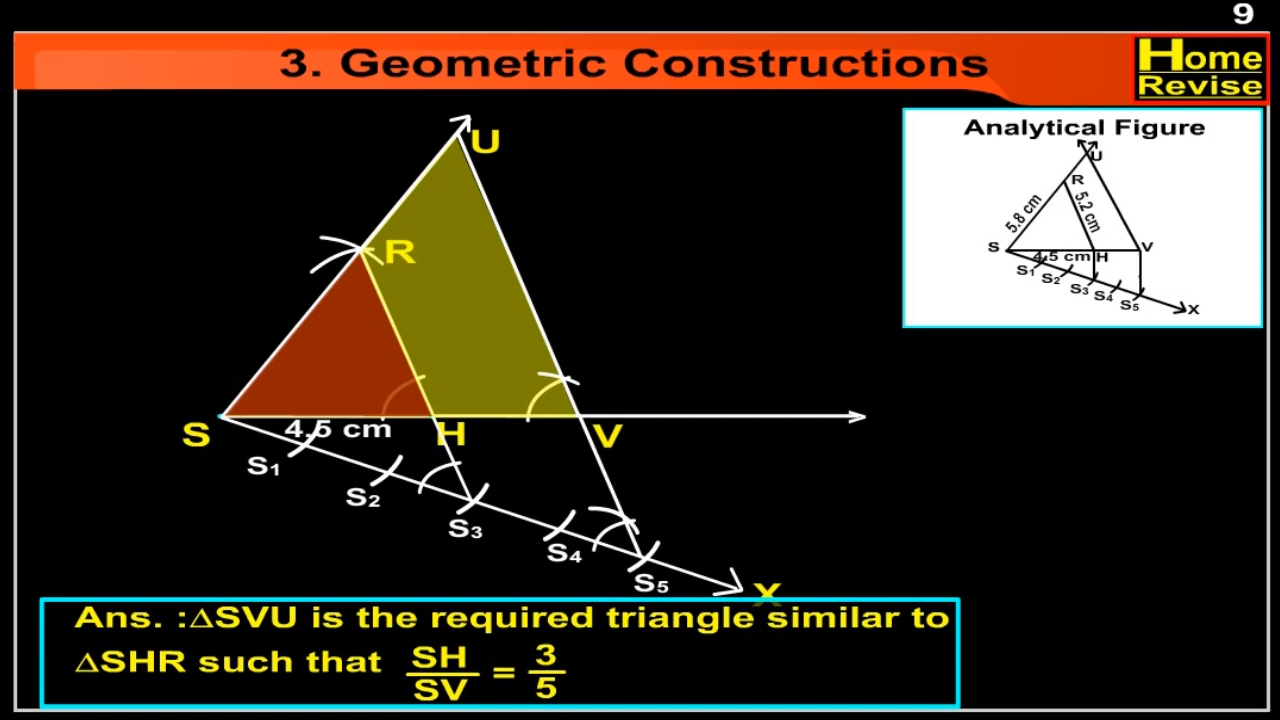 9
3. Geometric Constructions
Home
Revise
Analytical Figure
U
R
5.8 cm
5.2 cm
S
4.5 cm
H
V
S1
S2
S3
S4
S5
X
U
R
S
4.5 cm
H
V
S1
S2
S3
S4
S5
X
Ans. :△SVU is the required triangle similar to
△SHR such that SH/SV = 3/5